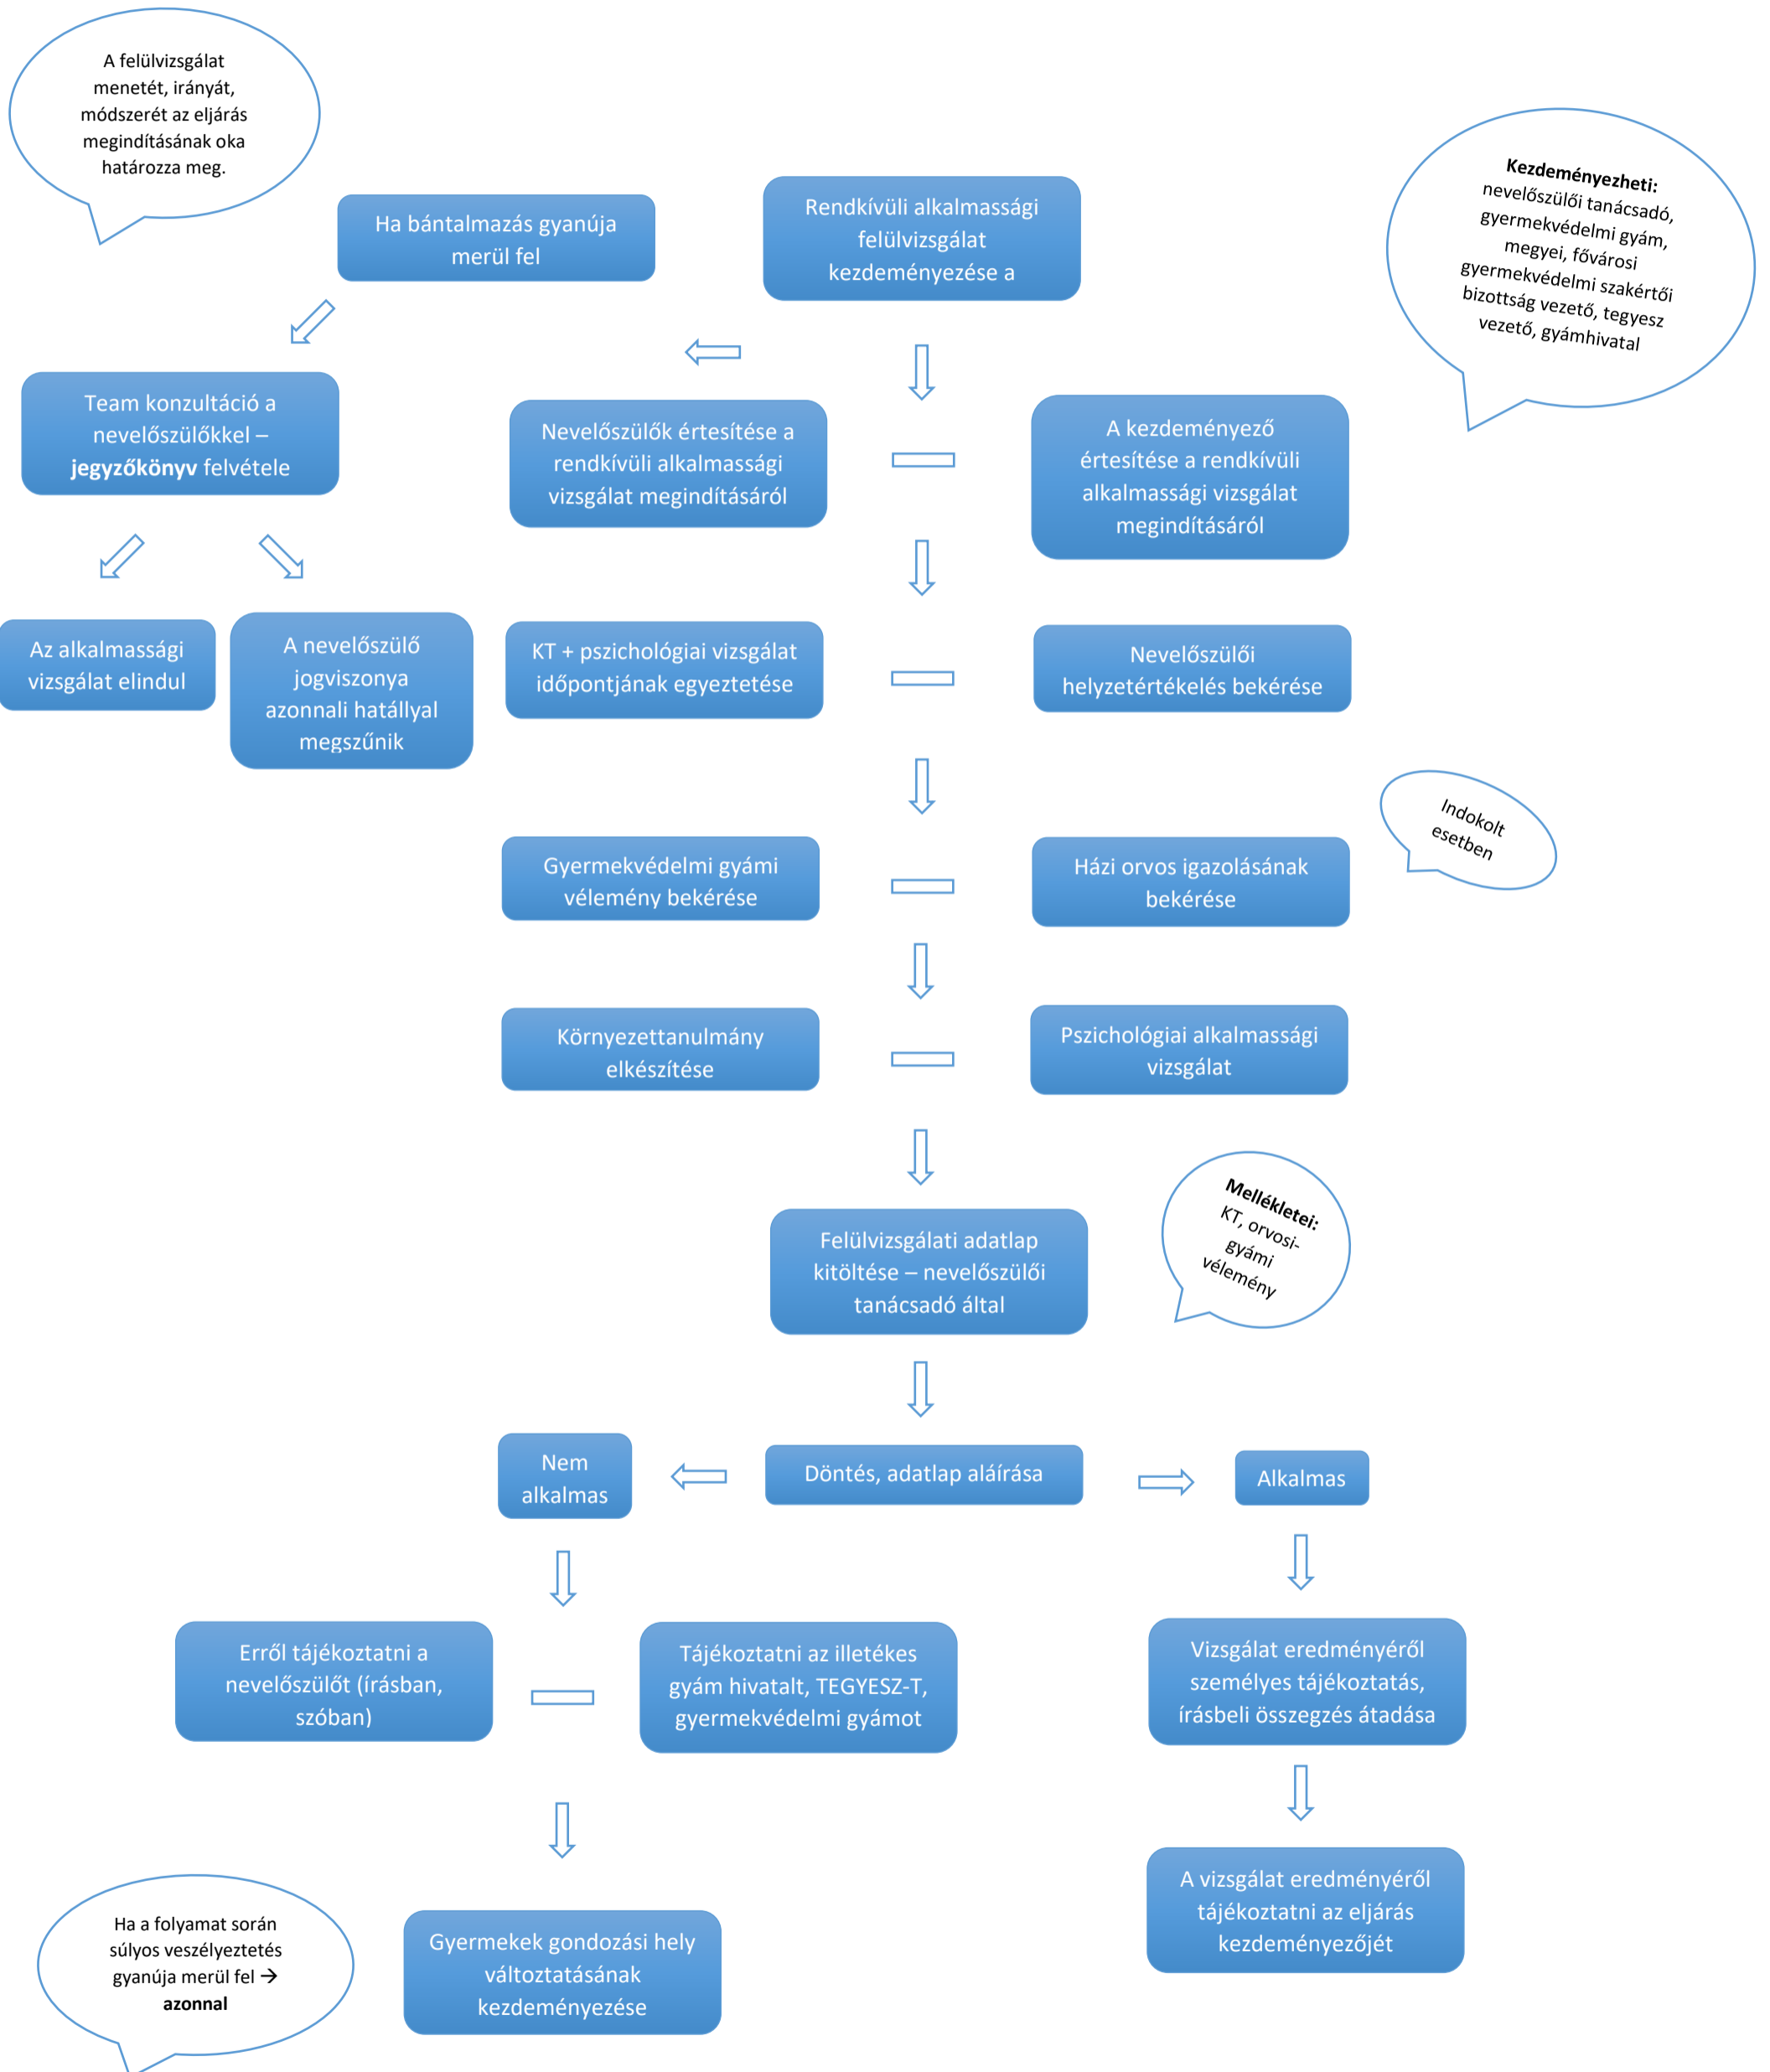 A felülvizsgálat
menetét, irányát,
módszerét az eljárás
megindításának oka
határozza meg.
Kezdeményezheti:
nevelőszülői tanácsadó,
gyermekvédelmi gyám,
megyei, fővárosi
gyermekvédelmi szakértői
bizottság vezető, tegyesz
vezető, gyámhivatal
Ha bántalmazás gyanúja
merül fel
Rendkívüli alkalmassági
felülvizsgálat
kezdeményezése a
Team konzultáció a
nevelőszülőkkel –
jegyzőkönyv felvétele
Nevelőszülők értesítése a
rendkívüli alkalmassági
vizsgálat megindításáról
A kezdeményező
értesítése a rendkívüli
alkalmassági vizsgálat
megindításáról
Az alkalmassági
vizsgálat elindul
A nevelőszülő
jogviszonya
azonnali hatállyal
megszűnik
KT + pszichológiai vizsgálat
időpontjának egyeztetése
Nevelőszülői
helyzetértékelés bekérése
Indokolt
esetben
Gyermekvédelmi gyámi
vélemény bekérése
Házi orvos igazolásának
bekérése
Környezettanulmány
elkészítése
Pszichológiai alkalmassági
vizsgálat
Mellékletei:
KT, orvosi-
gyámi
vélemény
Felülvizsgálati adatlap
kitöltése – nevelőszülői
tanácsadó által
Nem
alkalmas
Döntés, adatlap aláírása
Alkalmas
Erről tájékoztatni a
nevelőszülőt (írásban,
szóban)
Tájékoztatni az illetékes
gyám hivatalt, TEGYESZ-T,
gyermekvédelmi gyámot
Vizsgálat eredményéről
személyes tájékoztatás,
írásbeli összegzés átadása
Ha a folyamat során
súlyos veszélyeztetés
gyanúja merül fel →
azonnal
Gyermekek gondozási hely
változtatásának
kezdeményezése
A vizsgálat eredményéről
tájékoztatni az eljárás
kezdeményezőjét